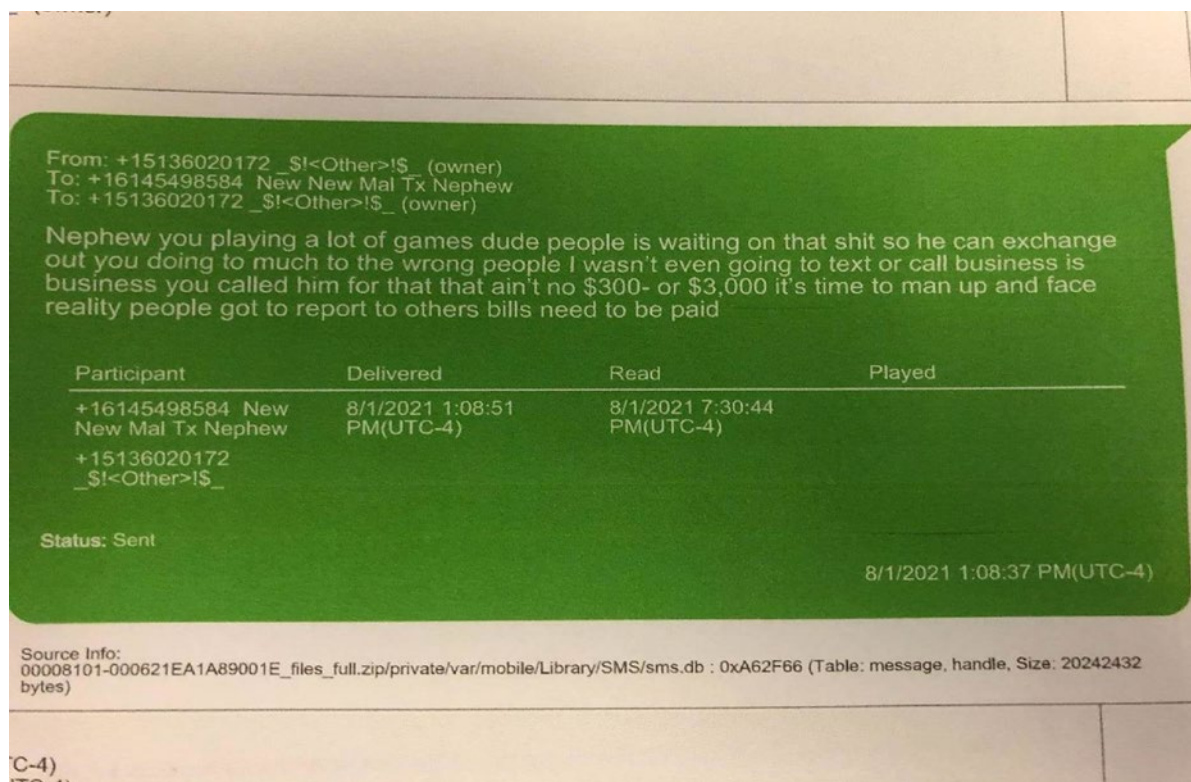 From: +15136020172 _$!<Other>!$_ (owner)
To: +16145498584 New New Mal Tx Nephew
To: +15136020172 _$!<Other>!$_ (owner)
Nephew you playing a lot of games dude people is waiting on that shit so he can exchange
out you doing to much to the wrong people I wasn't even going to text or call business is
business you called him for that that ain't no $300- or $3,000 it's time to man up and face
reality people got to report to others bills need to be paid
Participant Delivered Read Played
+16145498584 New 8/1/2021 1:08:51 8/1/2021 7:30:44
New Mal Tx Nephew PM(UTC-4) PM(UTC-4)
+15136020172
_$!<Other>!$_
Status: Sent
8/1/2021 1:08:37 PM(UTC-4)
Source Info:
00008101-000621EA1A89001E_files_full.zip/private/var/mobile/Library/SMS/sms.db : 0xA62F66 (Table: message, handle, Size: 20242432
bytes)
C-4)